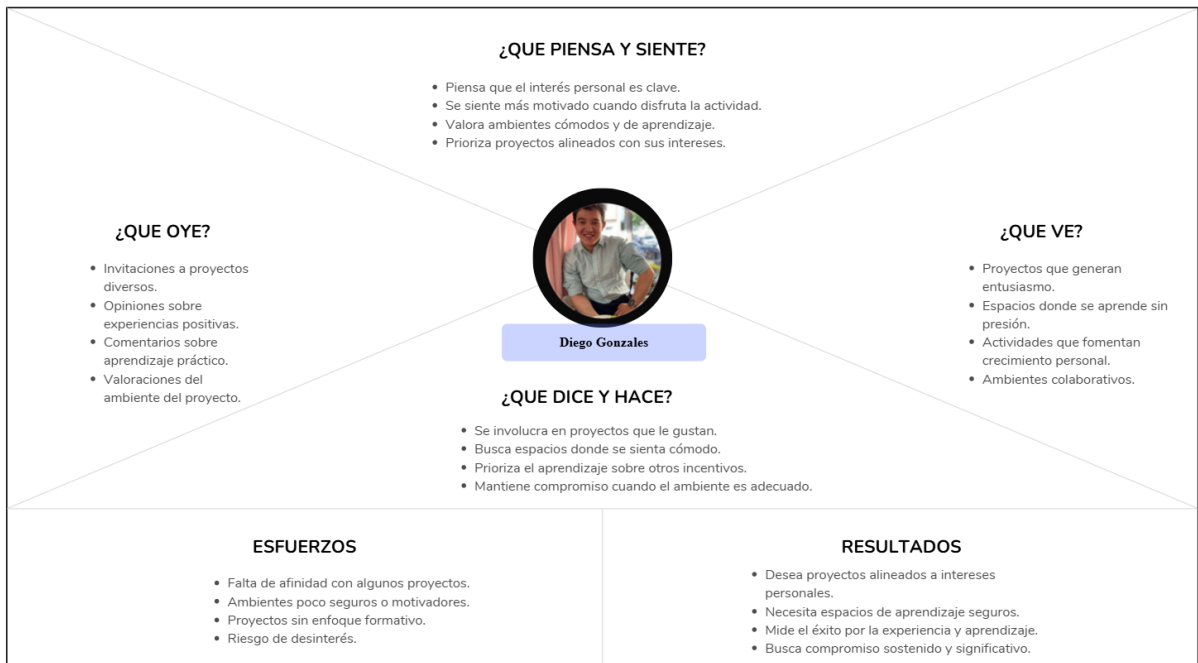 ¿QUE PIENSA Y SIENTE?
Piensa que el interés personal es clave.
Se siente más motivado cuando disfruta la actividad.
Valora ambientes cómodos y de aprendizaje.
Prioriza proyectos alineados con sus intereses.
¿QUE OYE?
Invitaciones a proyectos
diversos.
Opiniones sobre
experiencias positivas.
Comentarios sobre
aprendizaje práctico.
Valoraciones del
ambiente del proyecto.
Diego Gonzales
¿QUE VE?
Proyectos que generan
entusiasmo.
Espacios donde se aprende sin
presión.
Actividades que fomentan
crecimiento personal.
Ambientes colaborativos.
¿QUE DICE Y HACE?
Se involucra en proyectos que le gustan.
Busca espacios donde se sienta cómodo.
Prioriza el aprendizaje sobre otros incentivos.
Mantiene compromiso cuando el ambiente es adecuado.
ESFUERZOS
Falta de afinidad con algunos proyectos.
Ambientes poco seguros o motivadores.
Proyectos sin enfoque formativo.
Riesgo de desinterés.
RESULTADOS
Desea proyectos alineados a intereses
personales.
Necesita espacios de aprendizaje seguros.
Mide el éxito por la experiencia y aprendizaje.
Busca compromiso sostenido y significativo.